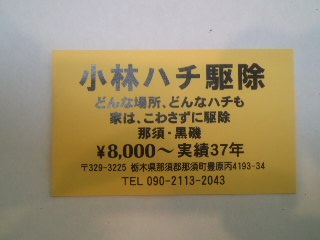 小林ハチ駆除
どんな場所、どんなハチも
家は、こわさずに駆除
那須・黒磯
¥8,000～実績37年
〒329-3225 栃木県那須郡那須町豊原丙4193-34
TEL 090-2113-2043